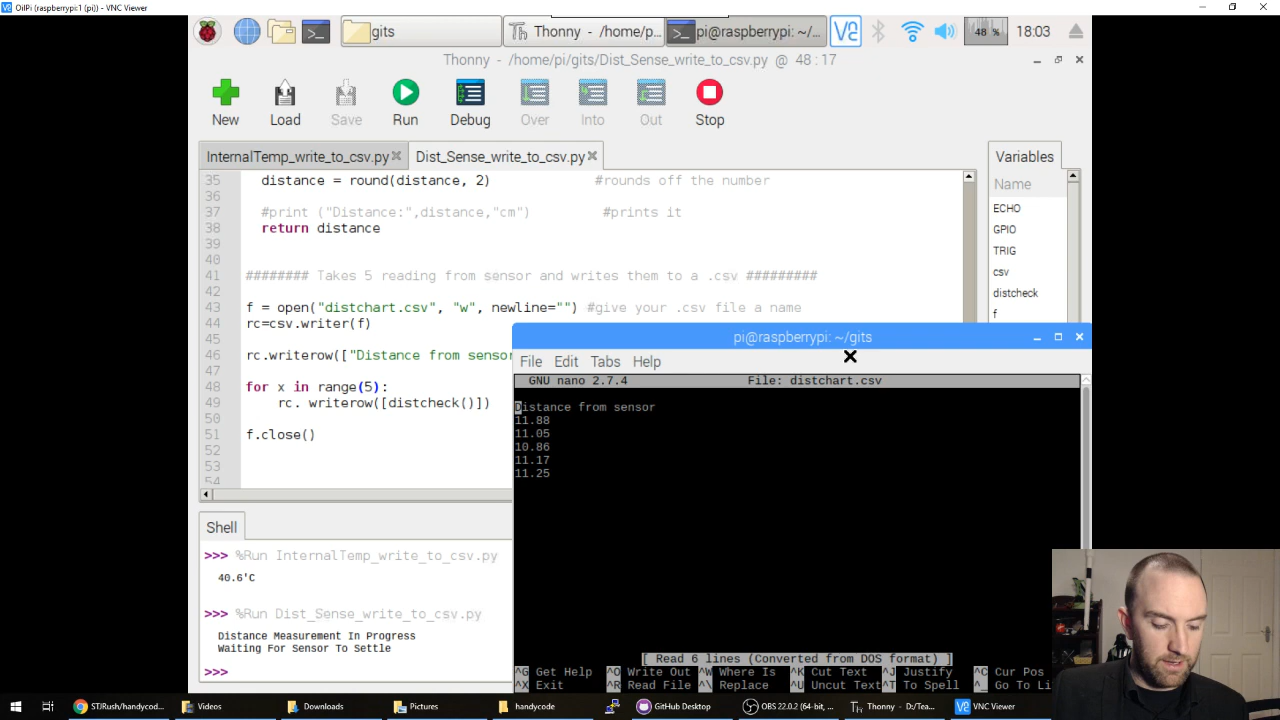 OilPi (raspberrypi:1 (pi)) - VNC Viewer
gits
Thonny - /home/p...
pi@raspberrypi: ~/...
48 %
18:03
Thonny - /home/pi/gits/Dist_Sense_write_to_csv.py @ 48:17
New Load Save Run Debug Over Into Out Stop
InternalTemp_write_to_csv.py
Dist_Sense_write_to_csv.py
35 distance = round(distance, 2) #rounds off the number
36
37 #print ("Distance:",distance,"cm") #prints it
38 return distance
39
40
41 ######## Takes 5 reading from sensor and writes them to a .csv #########
42
43 f = open("distchart.csv", "w", newline="") #give your .csv file a name
44 rc=csv.writer(f)
45
46 rc.writerow(["Distance from sensor
47
48 for x in range(5):
49 rc. writerow([distcheck()])
50
51 f.close()
52
53
54
Variables
Name
ECHO
GPIO
TRIG
csv
distcheck
f
pi@raspberrypi: ~/gits
File Edit Tabs Help
GNU nano 2.7.4 File: distchart.csv
Distance from sensor
11.88
11.05
10.86
11.17
11.25
[ Read 6 lines (Converted from DOS format) ]
^G Get Help ^O Write Out ^W Where Is ^K Cut Text ^J Justify ^C Cur Pos
^X Exit ^R Read File ^\ Replace ^U Uncut Text ^T To Spell ^_ Go To Li
Shell
>>> %Run InternalTemp_write_to_csv.py
40.6'C
>>> %Run Dist_Sense_write_to_csv.py
Distance Measurement In Progress
Waiting For Sensor To Settle
>>>
STJRush/handycod...
Videos
Downloads
Pictures
handycode
GitHub Desktop
OBS 22.0.2 (64-bit, ...
Thonny - D:/Tea...
VNC Viewer